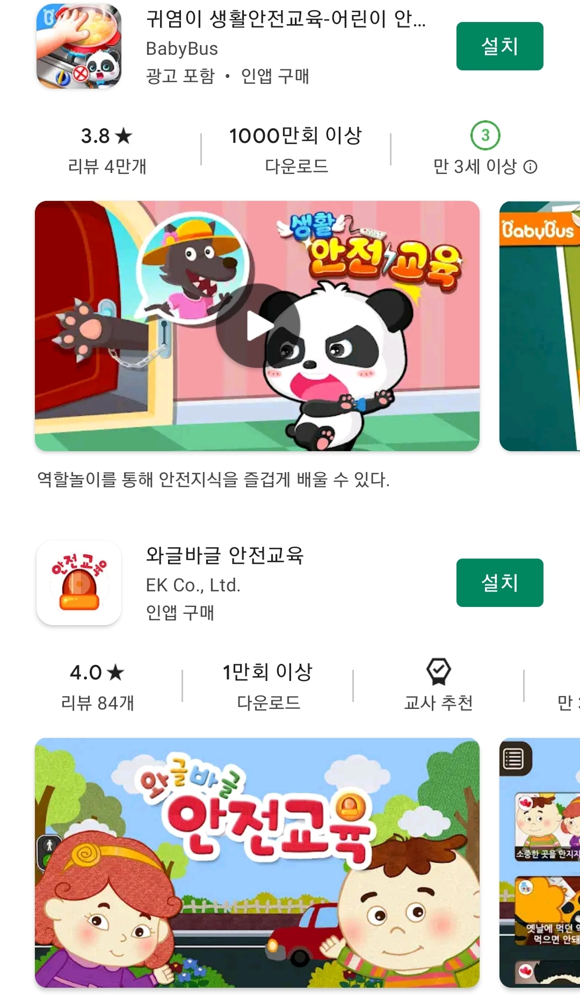 귀염이 생활안전교육-어린이 안...
BabyBus
광고 포함 • 인앱 구매
설치
3.8 ★
리뷰 4만개
1000만회 이상
다운로드
3
만 3세 이상
생활
안전교육
BabyBus
역할놀이를 통해 안전지식을 즐겁게 배울 수 있다.
안전교육
와글바글 안전교육
EK Co., Ltd.
인앱 구매
설치
4.0 ★
리뷰 84개
1만회 이상
다운로드
교사 추천
만
와글바글
안전교육
소중한 곳을 만지지
옛날에 먹던
먹으면 안돼